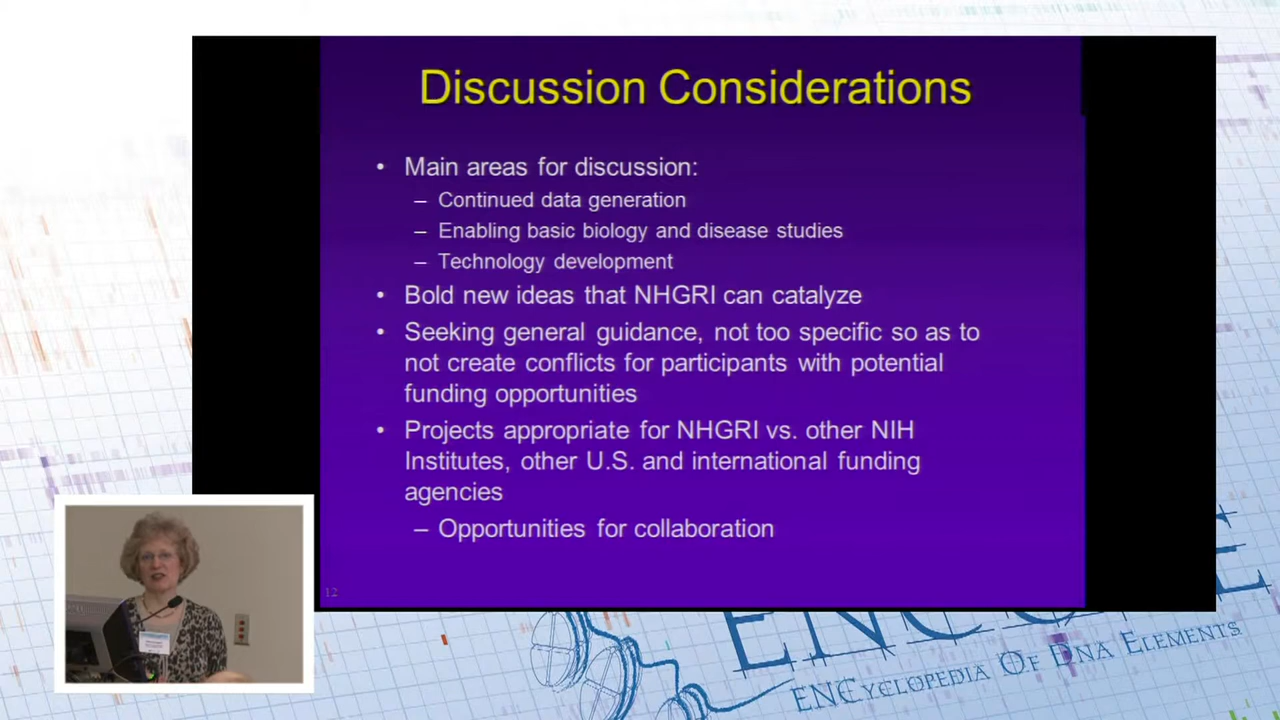 Discussion Considerations
• Main areas for discussion:
– Continued data generation
– Enabling basic biology and disease studies
– Technology development
• Bold new ideas that NHGRI can catalyze
• Seeking general guidance, not too specific so as to
not create conflicts for participants with potential
funding opportunities
• Projects appropriate for NHGRI vs. other NIH
Institutes, other U.S. and international funding
agencies
– Opportunities for collaboration
12
ENCODE
ENCYCLOPEDIA OF DNA ELEMENTS